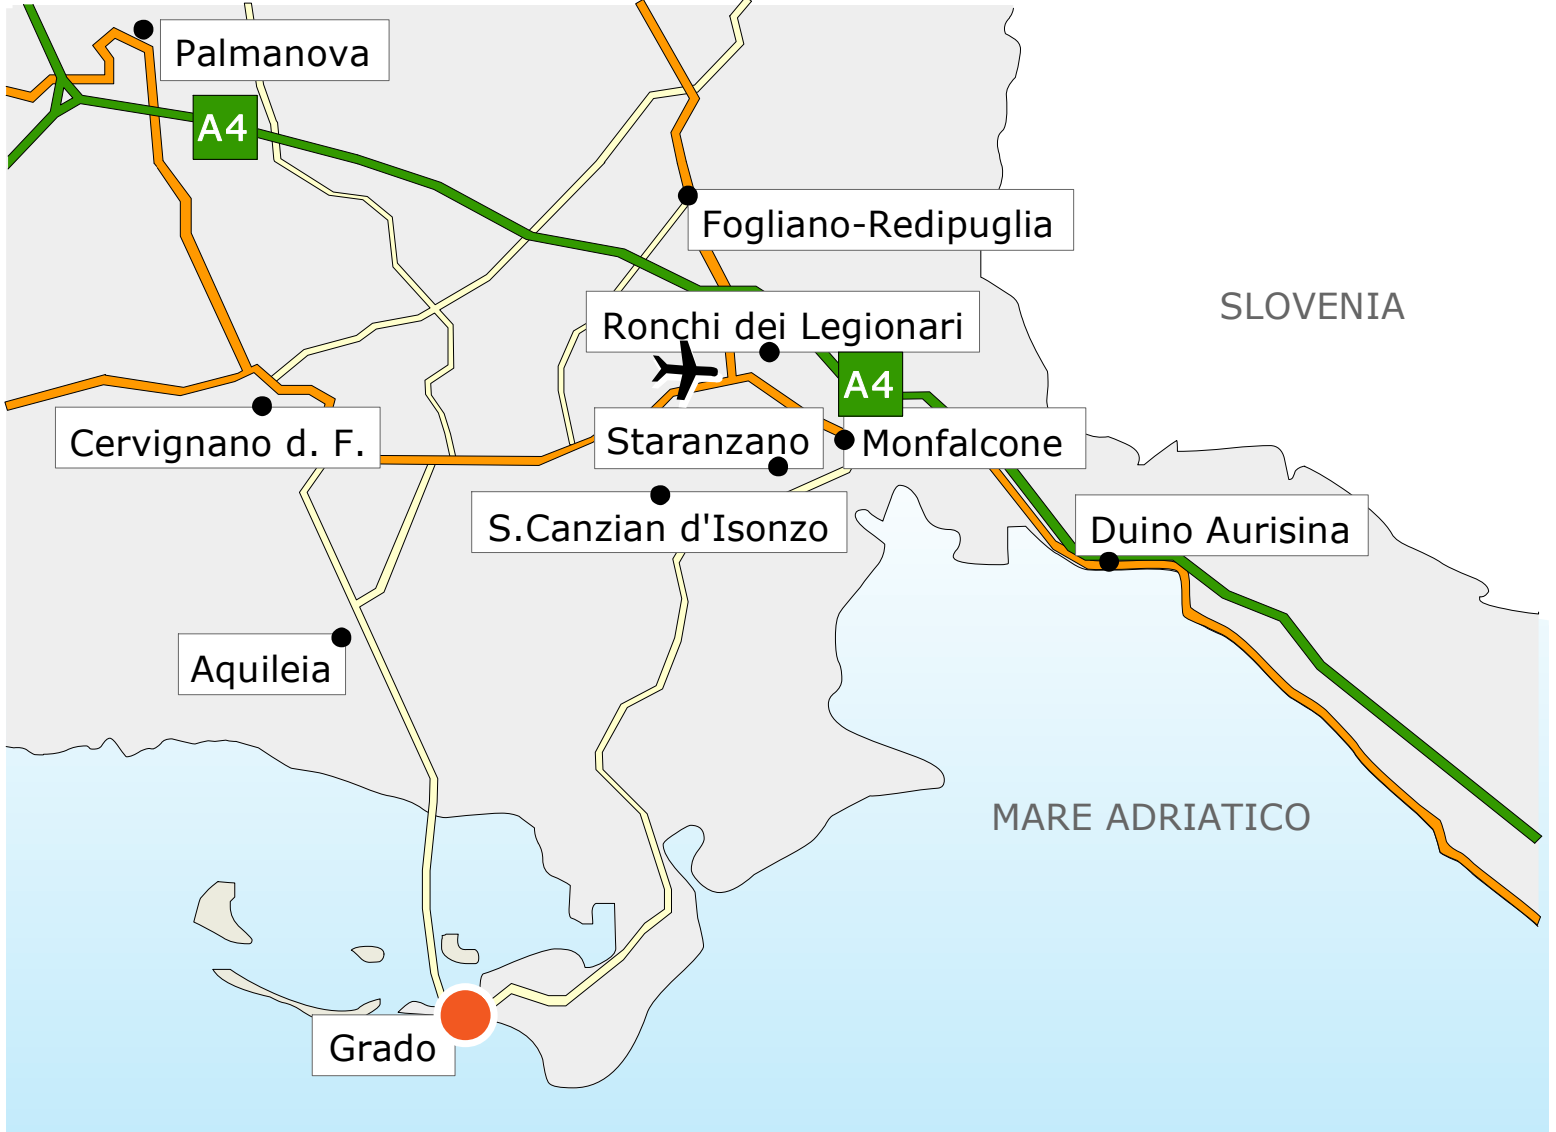 Palmanova
A4
Fogliano-Redipuglia
SLOVENIA
Ronchi dei Legionari
A4
Cervignano d. F.
Staranzano
Monfalcone
S.Canzian d'Isonzo
Duino Aurisina
Aquileia
MARE ADRIATICO
Grado